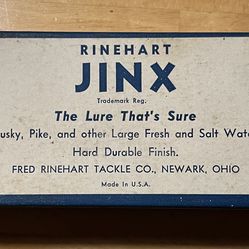 RINEHART
JINX
Trademark Reg.
The Lure That's Sure
usky, Pike, and other Large Fresh and Salt Wat
Hard Durable Finish.
FRED RINEHART TACKLE CO., NEWARK, OHIO
Made In U.S.A.